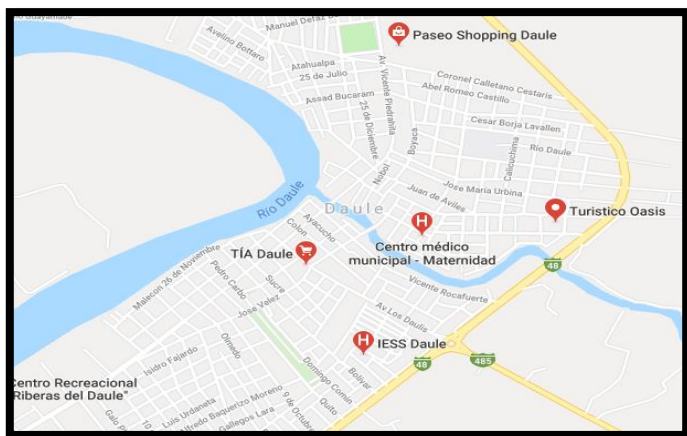 Manuel Defaz
Paseo Shopping Daule
Avelino Bottaro
Atahualpa
25 de Julio
Av. Vicente Piedrahita
Coronel Calletano Cestaris
Abel Romeo Castillo
Assad Bucaram
25 de Diciembre
Cesar Borja Lavallen
Boyaca
Rio Daule
Calicuchima
Nobol
Jose Maria Urbina
Juan de Aviles
Río Daule
Daule
Turistico Oasis
H
Ayacucho
Colon
Centro médico
municipal - Maternidad
TÍA Daule
Malecon 26 de Noviembre
48
Pedro Carbo
Sucre
Vicente Rocafuerte
Jose Velez
Av Los Daulis
Olmedo
H
IESS Daule
Isidro Fajardo
48
485
Domingo Comin
Bolivar
entro Recreacional
"Riberas del Daule"
Alfredo Baquerizo Moreno
Quito
9 de Octubre
Luis Urdaneta
Gallegos Lara